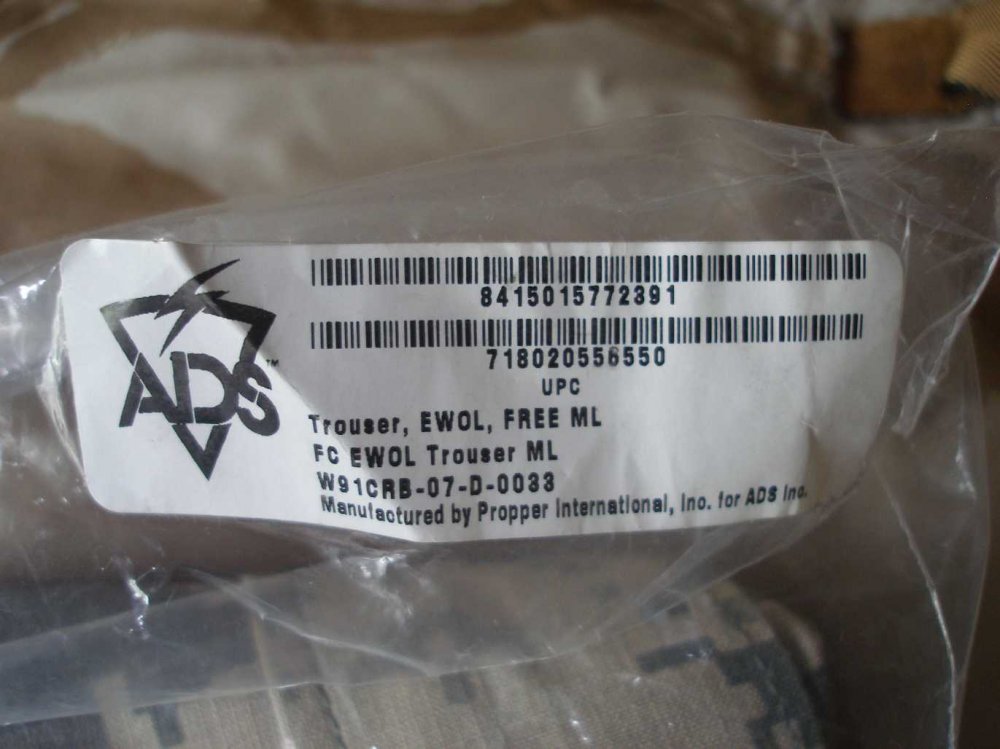 ADS™
8415015772391
718020556550
UPC
Trouser, EWOL, FREE ML
FC EWOL Trouser ML
W91CRB-07-D-0033
Manufactured by Propper International, Inc. for ADS Inc.